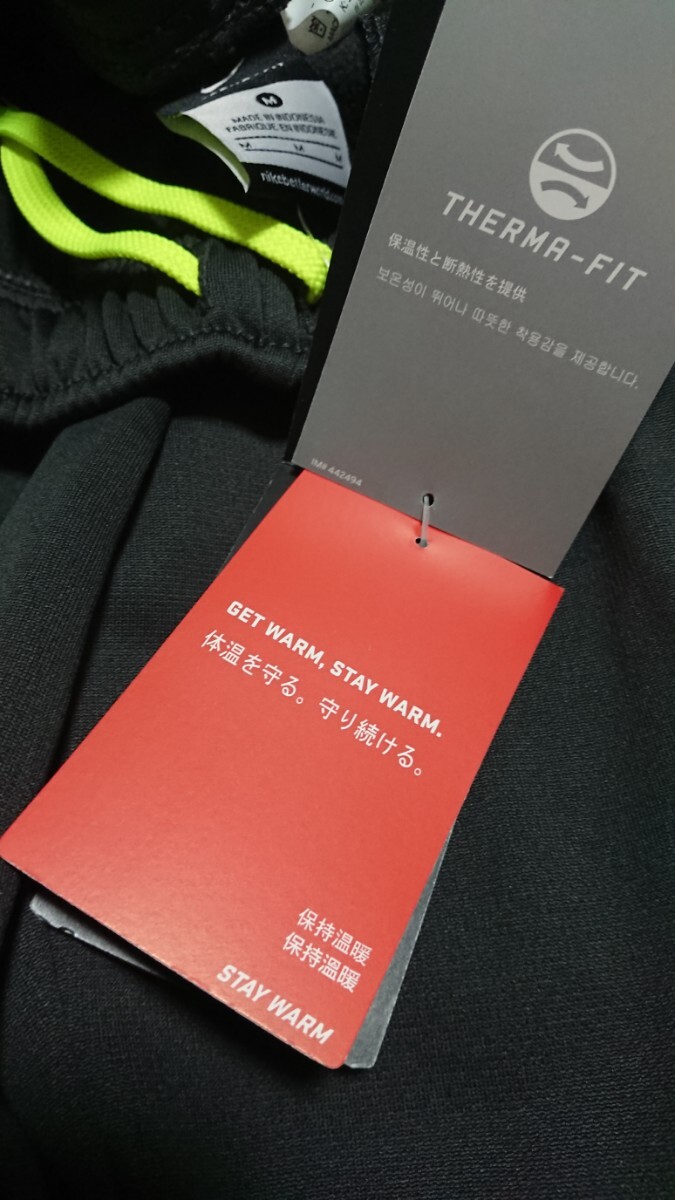 M
MADE IN INDONESIA
FABRIQUE EN INDONESIE
M M M
THERMA-FIT
保温性と断熱性を提供
보온성이 뛰어나 따뜻한 착용감을 제공합니다.
442494
GET WARM, STAY WARM.
体温を守る。守り続ける。
保持温暖
保持溫暖
STAY WARM